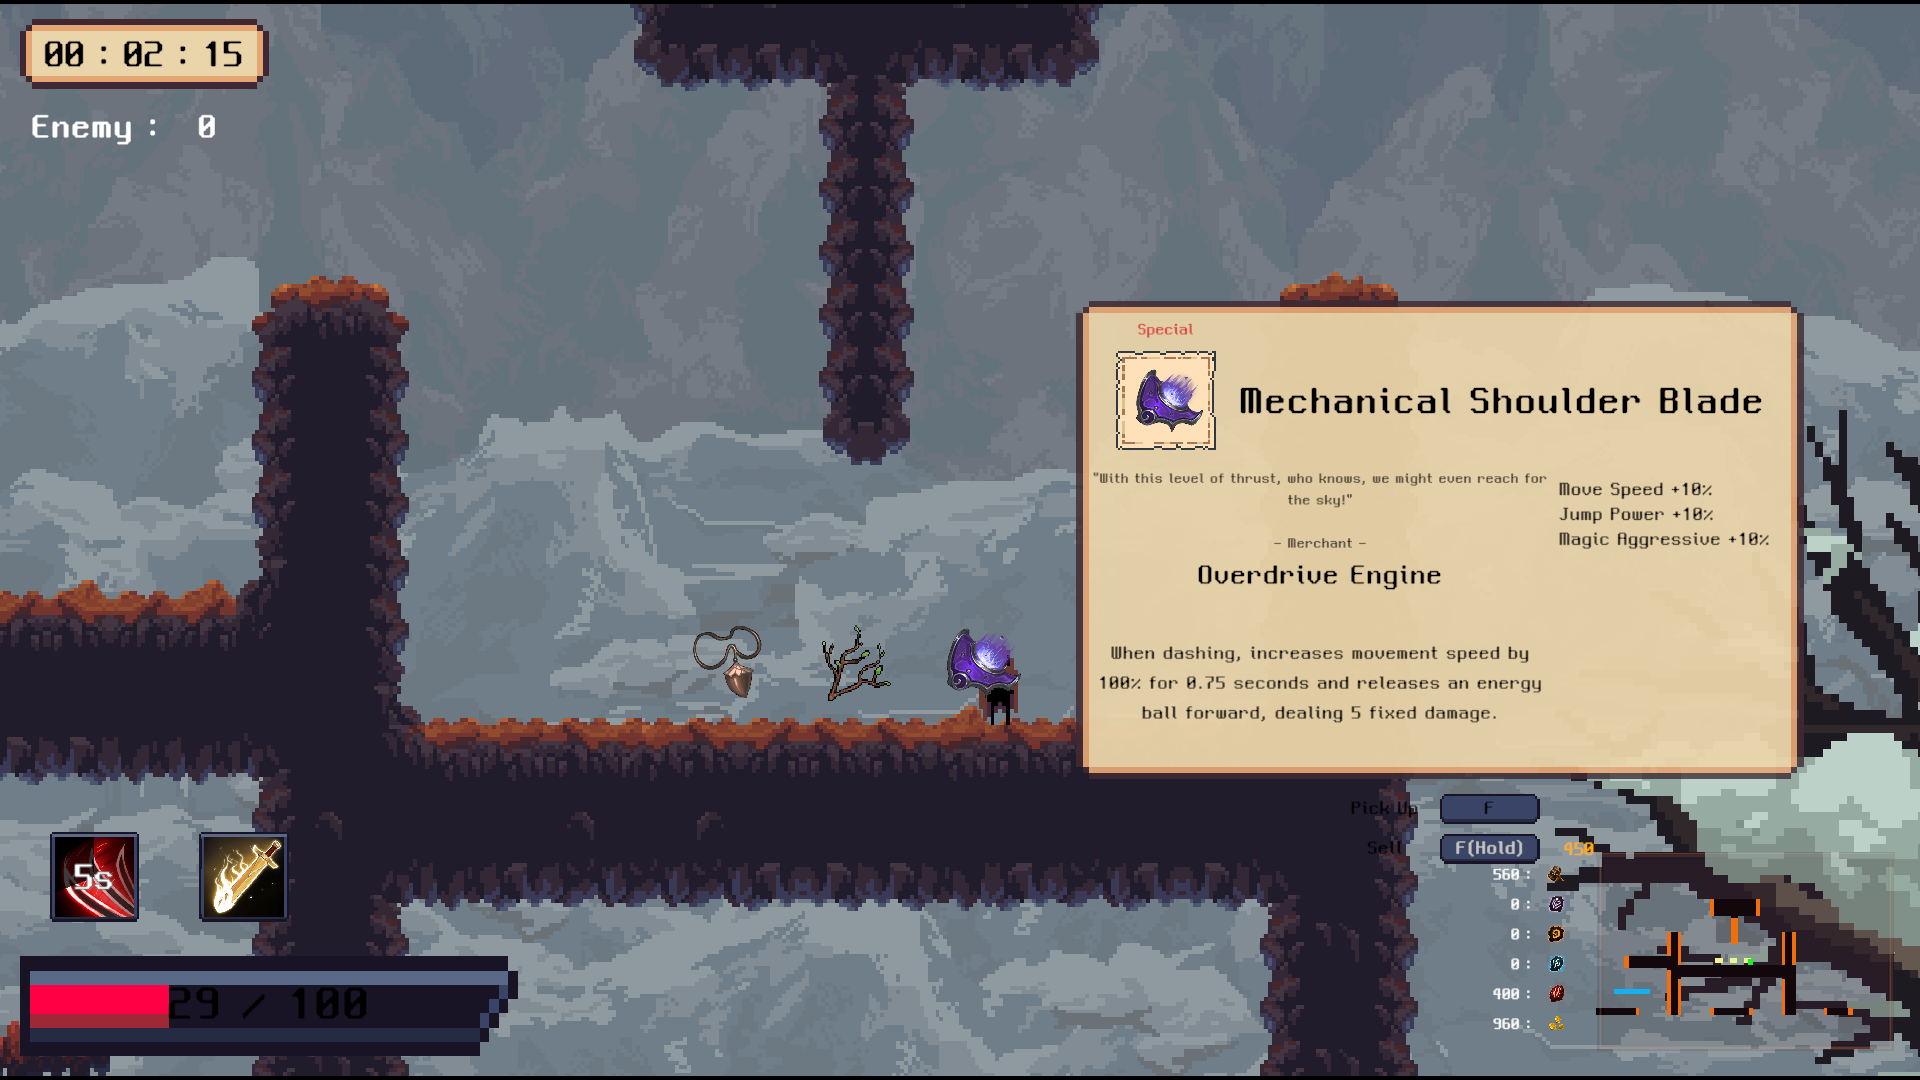 00 : 02 : 15
Enemy :  0
Special
Mechanical Shoulder Blade
"With this level of thrust, who knows, we might even reach for
the sky!"
- Merchant -
Move Speed +10%
Jump Power +10%
Magic Aggressive +10%
Overdrive Engine
When dashing, increases movement speed by
100% for 0.75 seconds and releases an energy
ball forward, dealing 5 fixed damage.
Pick Up F
Sell F(Hold) 450
560 :
0 :
0 :
0 :
400 :
960 :
5s
29 / 100